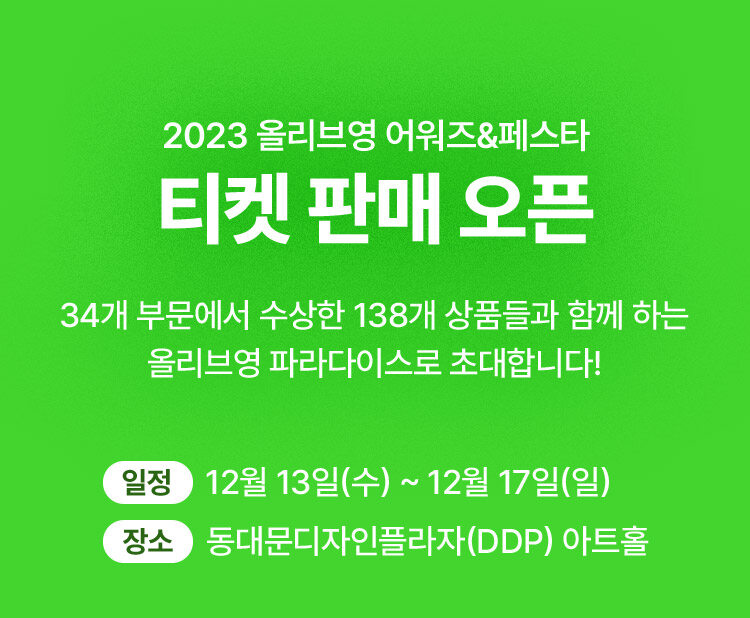 2023 올리브영 어워즈&페스타
티켓 판매 오픈
34개 부문에서 수상한 138개 상품들과 함께 하는
올리브영 파라다이스로 초대합니다!
일정 12월 13일(수) ~ 12월 17일(일)
장소 동대문디자인플라자(DDP) 아트홀